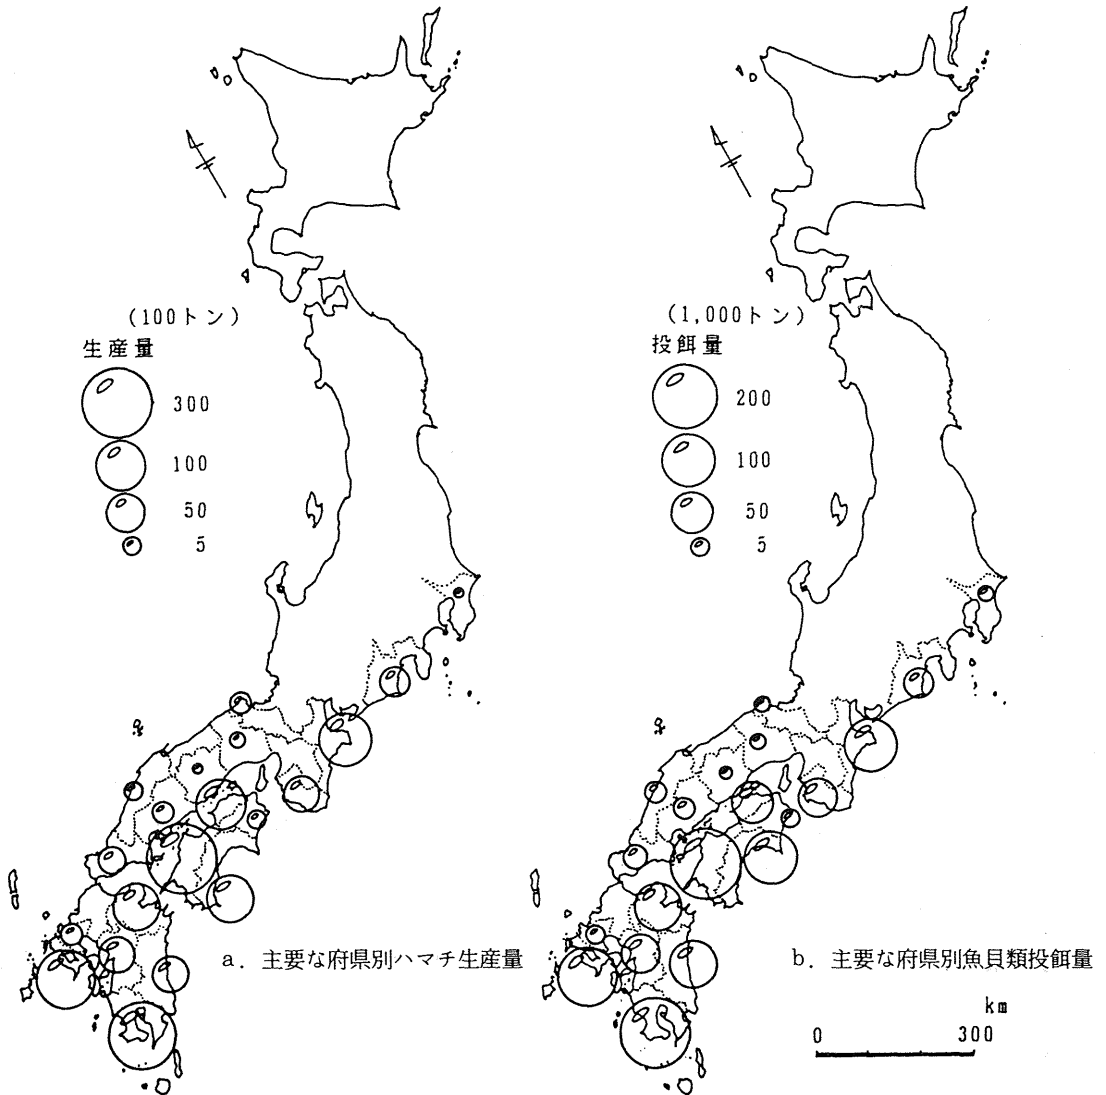 (100トン)
生産量
300
100
50
5
a. 主要な府県別ハマチ生産量
(1,000トン)
投餌量
200
100
50
5
b. 主要な府県別魚貝類投餌量
km
0 300